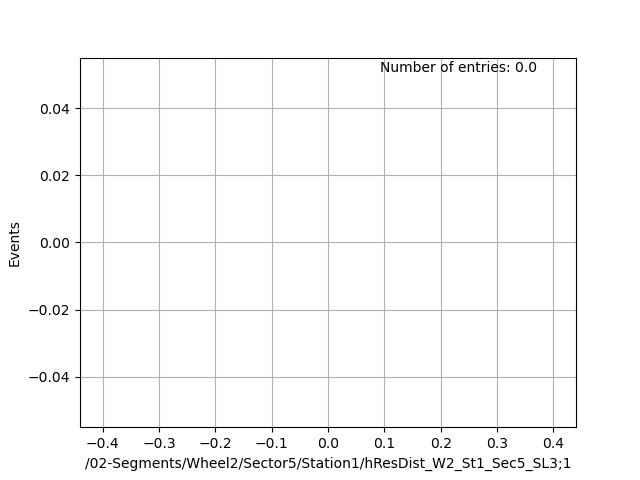 Number of entries: 0.0
0.04
0.02
0.00
−0.02
−0.04
Events
−0.4 −0.3 −0.2 −0.1 0.0 0.1 0.2 0.3 0.4
/02-Segments/Wheel2/Sector5/Station1/hResDist_W2_St1_Sec5_SL3;1